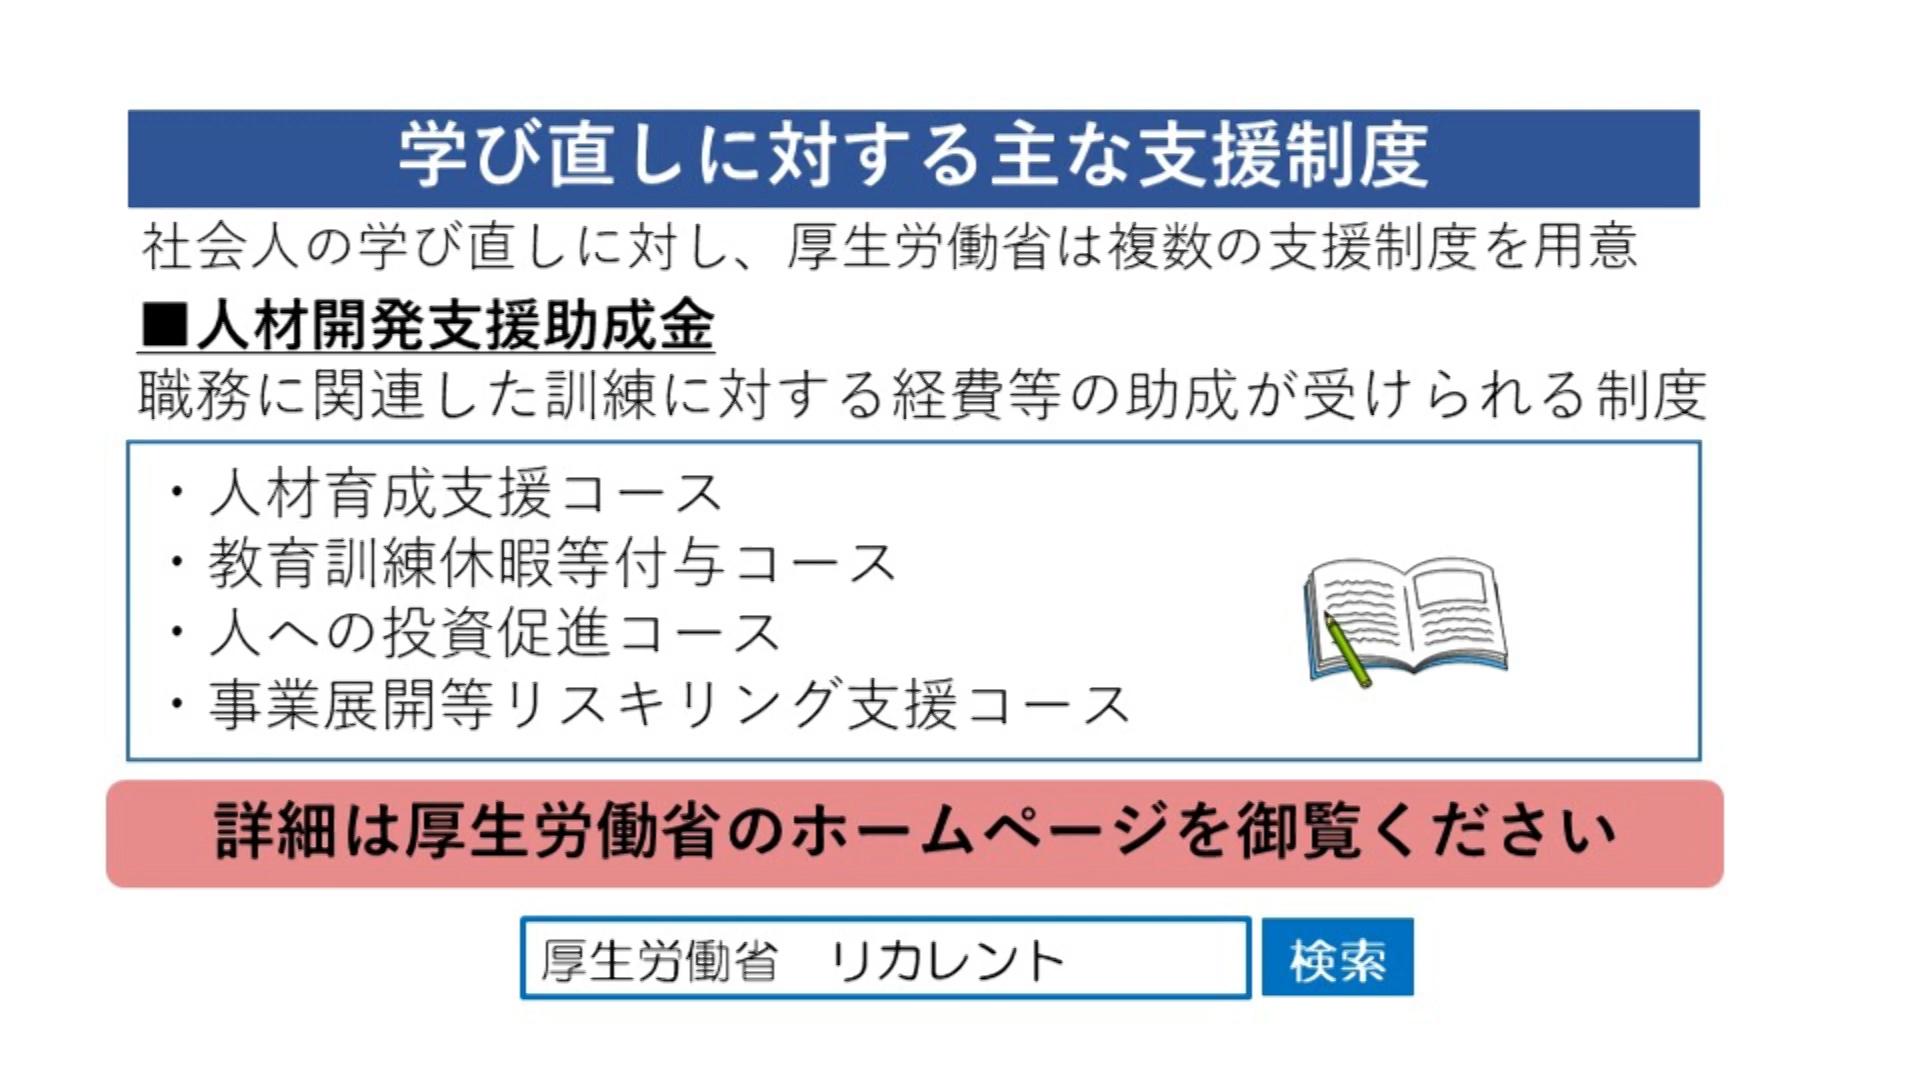 学び直しに対する主な支援制度
社会人の学び直しに対し、厚生労働省は複数の支援制度を用意
■人材開発支援助成金
職務に関連した訓練に対する経費等の助成が受けられる制度
・人材育成支援コース
・教育訓練休暇等付与コース
・人への投資促進コース
・事業展開等リスキリング支援コース
詳細は厚生労働省のホームページを御覧ください
厚生労働省　リカレント
検索